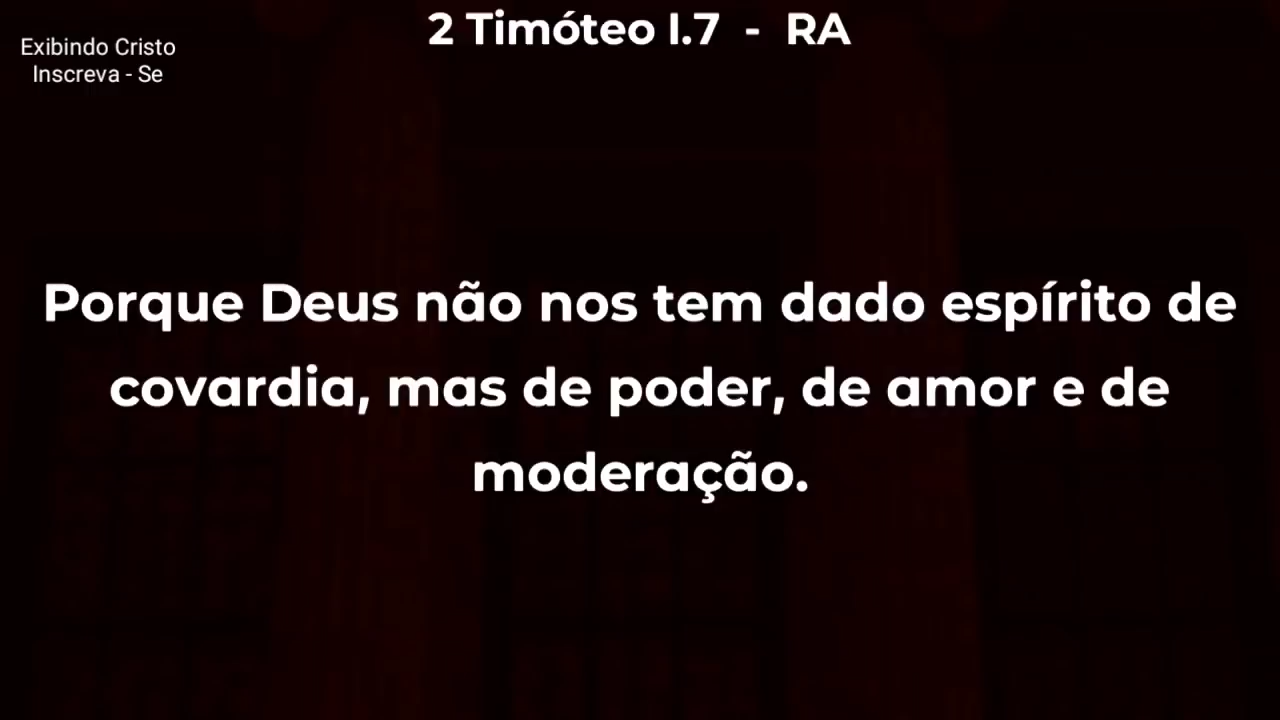 2 Timóteo I.7 - RA
Exibindo Cristo
Inscreva - Se
Porque Deus não nos tem dado espírito de
covardia, mas de poder, de amor e de
moderação.